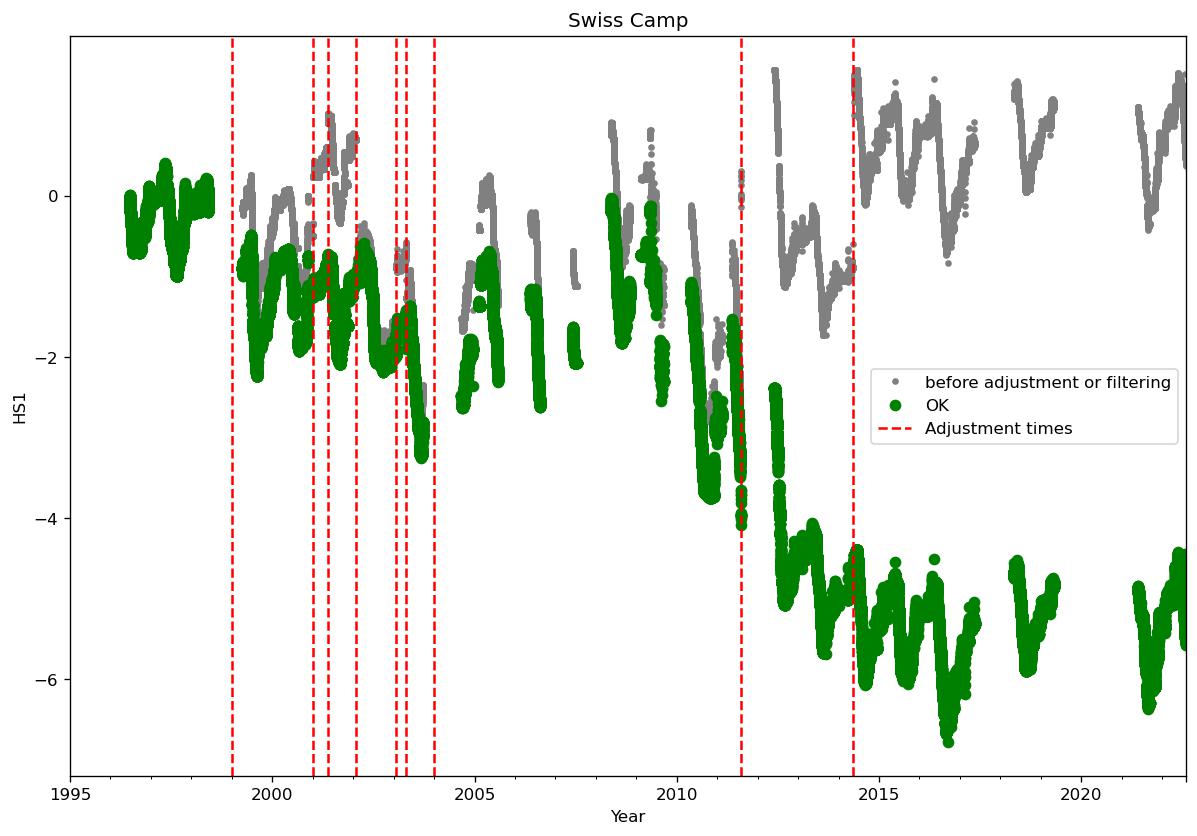 Swiss Camp
HS1
0
−2
−4
−6
before adjustment or filtering
OK
Adjustment times
1995
2000
2005
2010
2015
2020
Year